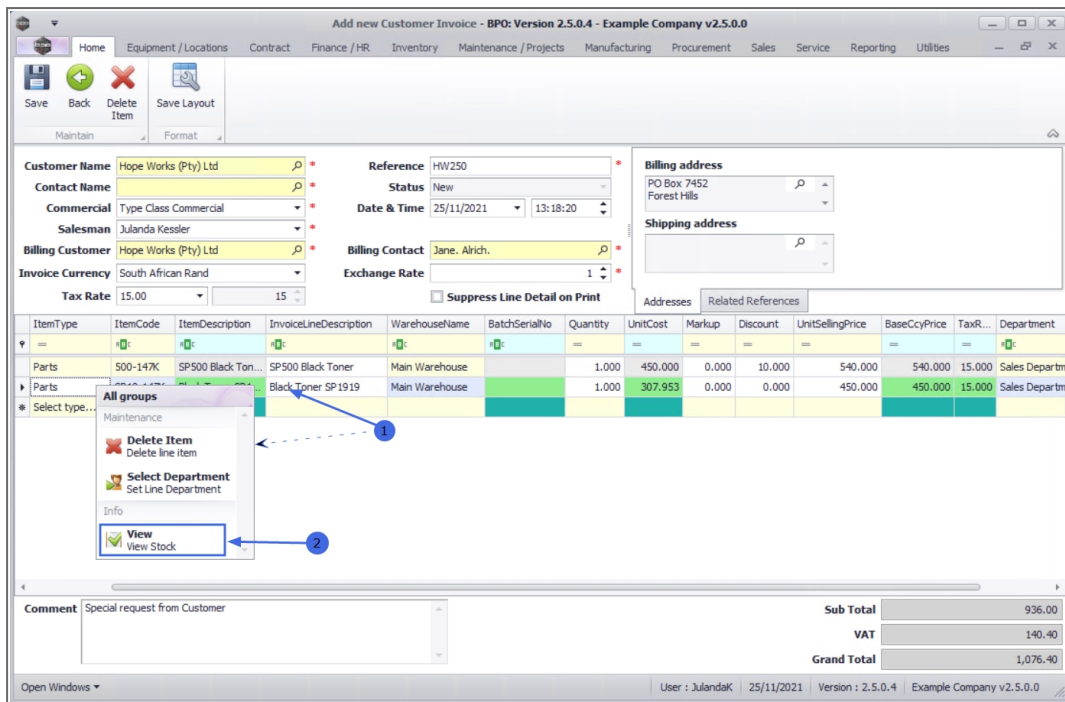 Add new Customer Invoice - BPO: Version 2.5.0.4 - Example Company v2.5.0.0
Home Equipment / Locations Contract Finance / HR Inventory Maintenance / Projects Manufacturing Procurement Sales Service Reporting Utilities
Save Back Delete Item Save Layout
Maintain Format
Customer Name Hope Works (Pty) Ltd * Reference HW250 * Billing address
Contact Name * Status New PO Box 7452
Forest Hills
Commercial Type Class Commercial * Date & Time 25/11/2021 13:18:20
Salesman Julanda Kessler * Shipping address
Billing Customer Hope Works (Pty) Ltd * Billing Contact Jane. Alrich. *
Invoice Currency South African Rand Exchange Rate 1 *
Tax Rate 15.00 15 Suppress Line Detail on Print Addresses Related References
ItemType ItemCode ItemDescription InvoiceLineDescription WarehouseName BatchSerialNo Quantity UnitCost Markup Discount UnitSellingPrice BaseCcyPrice TaxR... Department
Parts 500-147K SP500 Black Ton... SP500 Black Toner Main Warehouse 1.000 450.000 0.000 10.000 540.000 540.000 15.000 Sales Departm
Parts Black Toner SP1919 Main Warehouse 1.000 307.953 0.000 0.000 450.000 450.000 15.000 Sales Departm
Select type...
All groups
Maintenance
1
Delete Item
Delete line item
Select Department
Set Line Department
Info
View
View Stock
2
Comment Special request from Customer Sub Total 936.00
VAT 140.40
Grand Total 1,076.40
Open Windows User : JulandaK 25/11/2021 Version : 2.5.0.4 Example Company v2.5.0.0